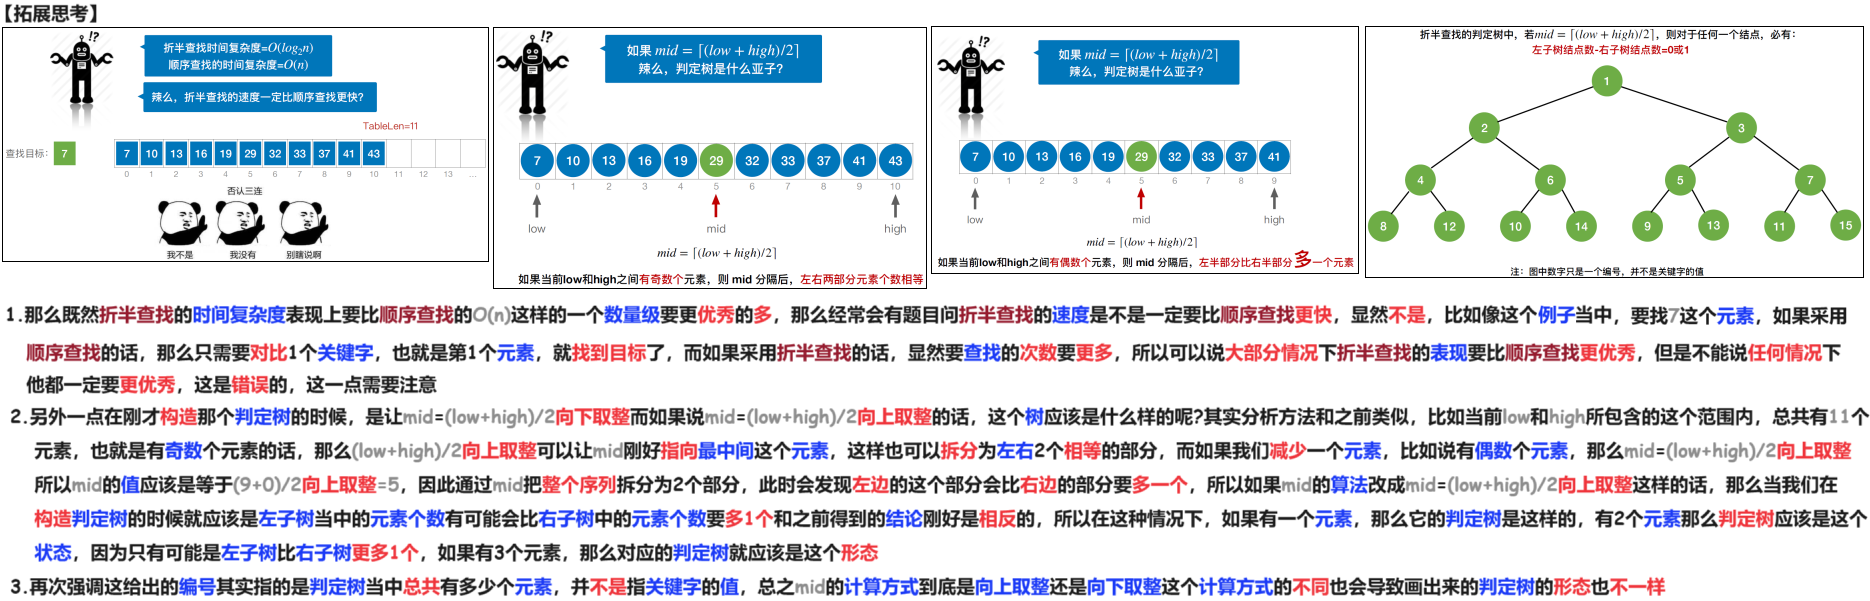 【拓展思考】
!?
折半查找时间复杂度=O(log₂n)
顺序查找的时间复杂度=O(n)
辣么，折半查找的速度一定比顺序查找更快？
TableLen=11
查找目标： 7
7 10 13 16 19 29 32 33 37 41 43
0 1 2 3 4 5 6 7 8 9 10 11 12 13 ...
否认三连
我不是 我没有 别瞎说啊
!?
如果 mid = ⌈(low + high)/2⌉
辣么，判定树是什么亚子？
7 10 13 16 19 29 32 33 37 41 43
0 1 2 3 4 5 6 7 8 9 10
low mid high
mid = ⌈(low + high)/2⌉
如果当前low和high之间有奇数个元素，则 mid 分隔后，左右两部分元素个数相等
!?
如果 mid = ⌈(low + high)/2⌉
辣么，判定树是什么亚子？
7 10 13 16 19 29 32 33 37 41
0 1 2 3 4 5 6 7 8 9
low mid high
mid = ⌈(low + high)/2⌉
如果当前low和high之间有偶数个元素，则 mid 分隔后，左半部分比右半部分多一个元素
折半查找的判定树中，若mid = ⌈(low + high)/2⌉，则对于任何一个结点，必有：
左子树结点数-右子树结点数=0或1
1
2 3
4 6 5 7
8 12 10 14 9 13 11 15
注：图中数字只是一个编号，并不是关键字的值
1.那么既然折半查找的时间复杂度表现上要比顺序查找的O(n)这样的一个数量级要更优秀的多，那么经常会有题目问折半查找的速度是不是一定要比顺序查找更快，显然不是，比如像这个例子当中，要找7这个元素，如果采用
顺序查找的话，那么只需要对比1个关键字，也就是第1个元素，就找到目标了，而如果采用折半查找的话，显然要查找的次数要更多，所以可以说大部分情况下折半查找的表现要比顺序查找更优秀，但是不能说任何情况下
他都一定要更优秀，这是错误的，这一点需要注意
2.另外一点在刚才构造那个判定树的时候，是让mid=(low+high)/2向下取整而如果说mid=(low+high)/2向上取整的话，这个树应该是什么样的呢?其实分析方法和之前类似，比如当前low和high所包含的这个范围内，总共有11个
元素，也就是有奇数个元素的话，那么(low+high)/2向上取整可以让mid刚好指向最中间这个元素，这样也可以拆分为左右2个相等的部分，而如果我们减少一个元素，比如说有偶数个元素，那么mid=(low+high)/2向上取整
所以mid的值应该是等于(9+0)/2向上取整=5，因此通过mid把整个序列拆分为2个部分，此时会发现左边的这个部分会比右边的部分要多一个，所以如果mid的算法改成mid=(low+high)/2向上取整这样的话，那么当我们在
构造判定树的时候就应该是左子树当中的元素个数有可能会比右子树中的元素个数要多1个和之前得到的结论刚好是相反的，所以在这种情况下，如果有一个元素，那么它的判定树是这样的，有2个元素那么判定树应该是这个
状态，因为只有可能是左子树比右子树更多1个，如果有3个元素，那么对应的判定树就应该是这个形态
3.再次强调这给出的编号其实指的是判定树当中总共有多少个元素，并不是指关键字的值，总之mid的计算方式到底是向上取整还是向下取整这个计算方式的不同也会导致画出来的判定树的形态也不一样